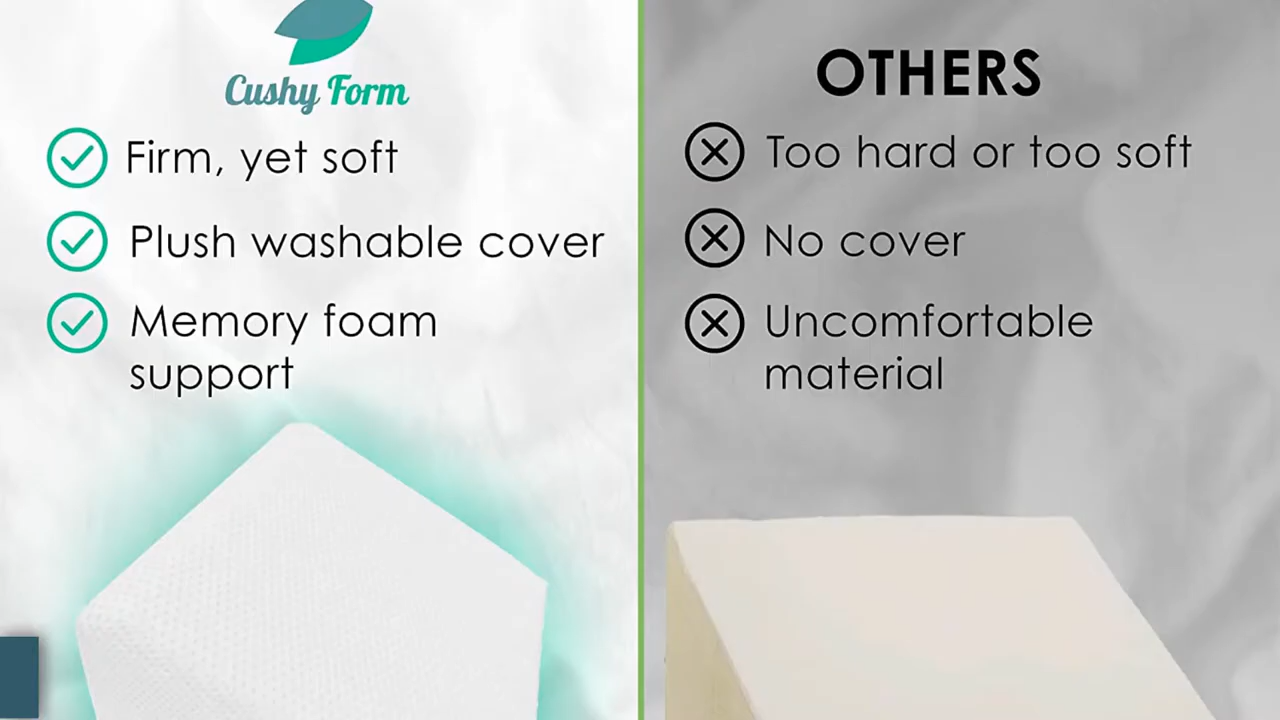 Cushy Form
Firm, yet soft
Plush washable cover
Memory foam
support
OTHERS
Too hard or too soft
No cover
Uncomfortable
material